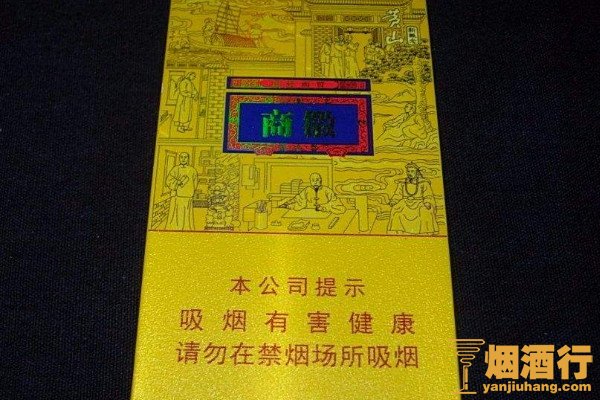 黄山
商徽
本公司提示
吸烟有害健康
请勿在禁烟场所吸烟
烟酒行
yanjiuhang.com